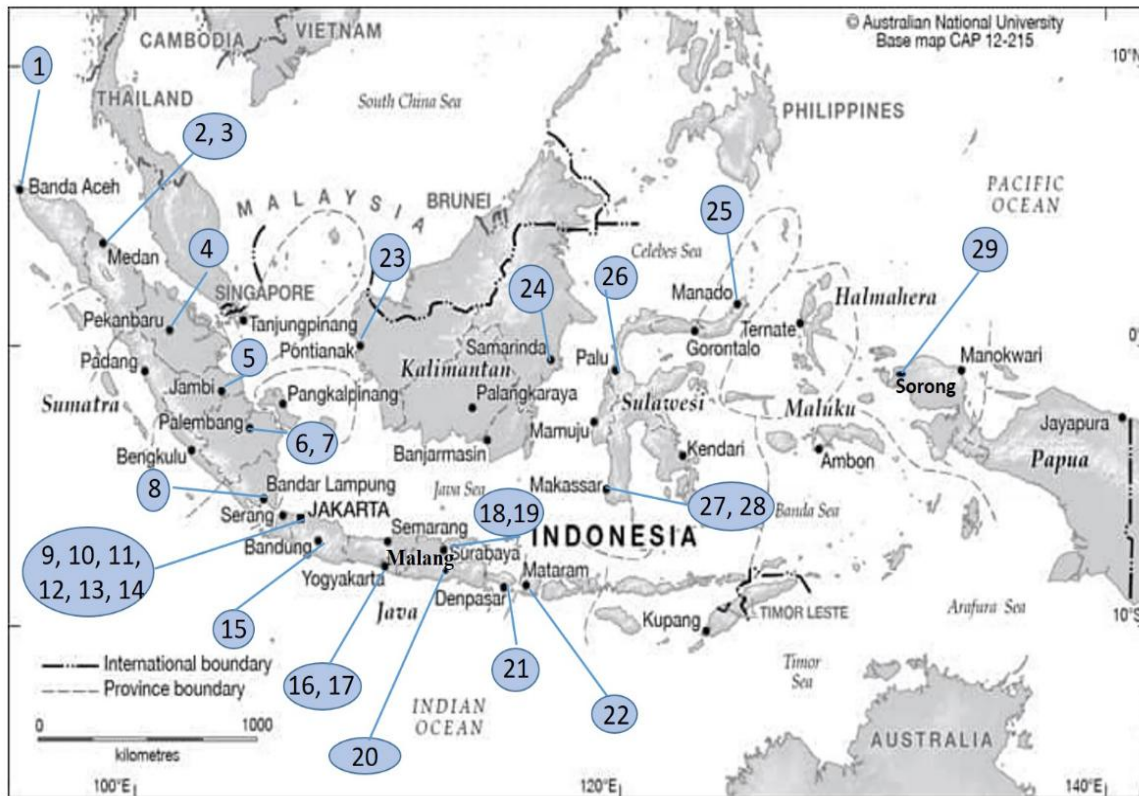 © Australian National University
Base map CAP 12-215
10°N
VIETNAM
CAMBODIA
1
THAILAND
South China Sea
PHILIPPINES
2, 3
PACIFIC
OCEAN
Banda Aceh
MALAYSIA
BRUNEI
25
4
23
Celebes Sea
29
Medan
24
26
SINGAPORE
Manado
Halmahera
Pekanbaru
Tanjungpinang
Ternate
Pontianak
Samarinda
Gorontalo
Manokwari
0°
Padang
5
Kalimantan
Palu
Sorong
Jambi
Pangkalpinang
Palangkaraya
Sulawesi
Maluku
Sumatra
Palembang
6, 7
Mamuju
Jayapura
Bengkulu
Banjarmasin
Kendari
Ambon
Papua
8
Bandar Lampung
Java Sea
Makassar
27, 28
Banda Sea
Serang
JAKARTA
18,19
Semarang
INDONESIA
9, 10, 11,
12, 13, 14
Bandung
Malang
Surabaya
Yogyakarta
Mataram
Denpasar
Java
Kupang
TIMOR LESTE
Arafura Sea
10°S
15
21
International boundary
Province boundary
16, 17
INDIAN
OCEAN
22
Timor
Sea
0
1000
kilometres
20
AUSTRALIA
100°E
120°E
140°E